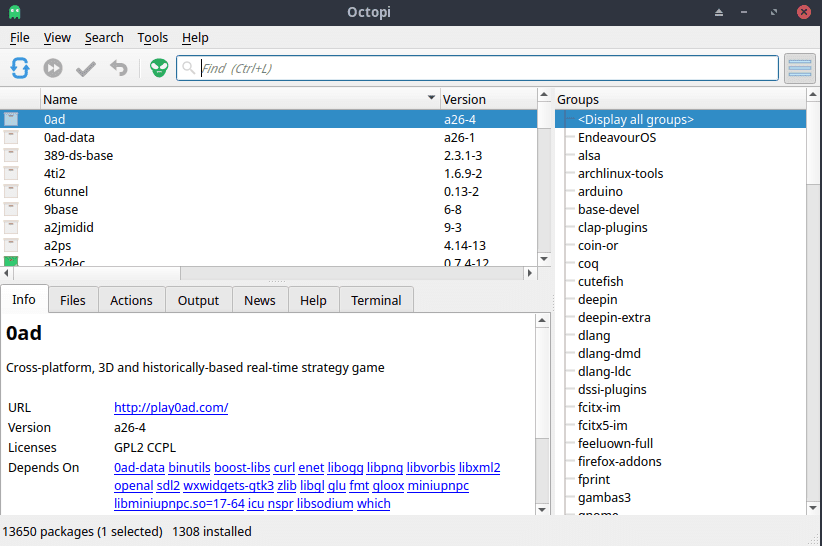 Octopi
File View Search Tools Help
Find (Ctrl+L)
Name Version
0ad a26-4
0ad-data a26-1
389-ds-base 2.3.1-3
4ti2 1.6.9-2
6tunnel 0.13-2
9base 6-8
a2jmidid 9-3
a2ps 4.14-13
a52dec 0.7.4-12
Groups
<Display all groups>
EndeavourOS
alsa
archlinux-tools
arduino
base-devel
clap-plugins
coin-or
coq
cutefish
deepin
deepin-extra
dlang
dlang-dmd
dlang-ldc
dssi-plugins
fcitx-im
fcitx5-im
feeluown-full
firefox-addons
fprint
gambas3
gnome
Info Files Actions Output News Help Terminal
0ad
Cross-platform, 3D and historically-based real-time strategy game
URL http://play0ad.com/
Version a26-4
Licenses GPL2 CCPL
Depends On 0ad-data binutils boost-libs curl enet libogg libpng libvorbis libxml2
openal sdl2 wxwidgets-gtk3 zlib libgl glu fmt gloox miniupnpc
libminiupnpc.so=17-64 icu nspr libsodium which
13650 packages (1 selected) 1308 installed